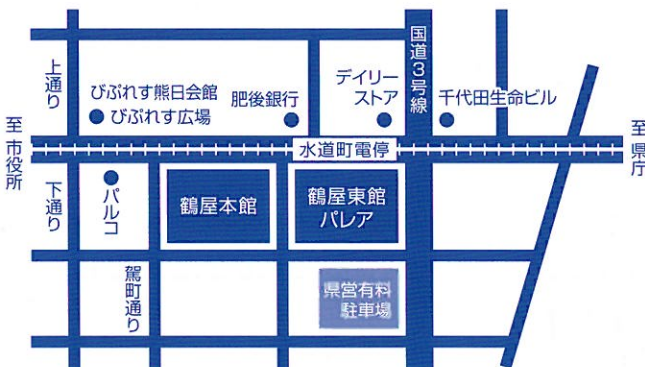 国道3号線
上通り
びぷれす熊日会館
びぷれす広場
肥後銀行
デイリー
ストア
千代田生命ビル
至 市役所
水道町電停
至 県庁
下通り
パルコ
鶴屋本館
鶴屋東館
パレア
駕町通り
県営有料
駐車場